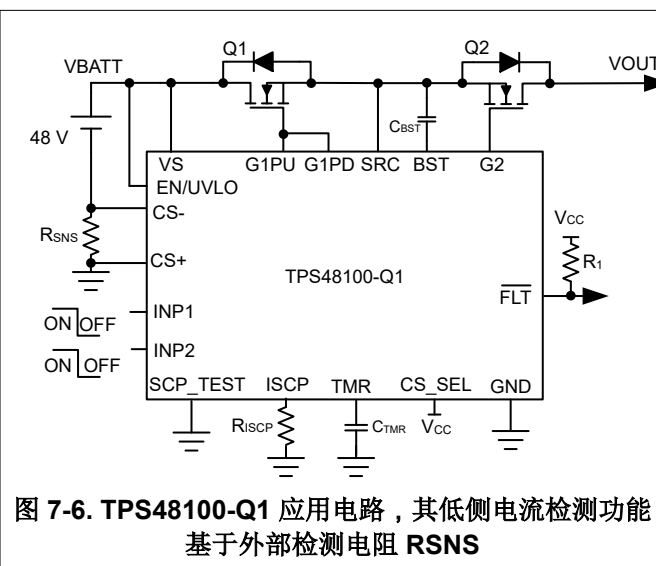 Q1
Q2
VBATT
VOUT
48 V
CBST
VS
G1PU
G1PD
SRC
BST
G2
EN/UVLO
CS-
RSNS
CS+
VCC
R1
TPS48100-Q1
FLT
INP1
ON OFF
INP2
ON OFF
SCP_TEST
ISCP
TMR
CS_SEL
GND
RISCP
CTMR
VCC
图 7-6. TPS48100-Q1 应用电路，其低侧电流检测功能
基于外部检测电阻 RSNS